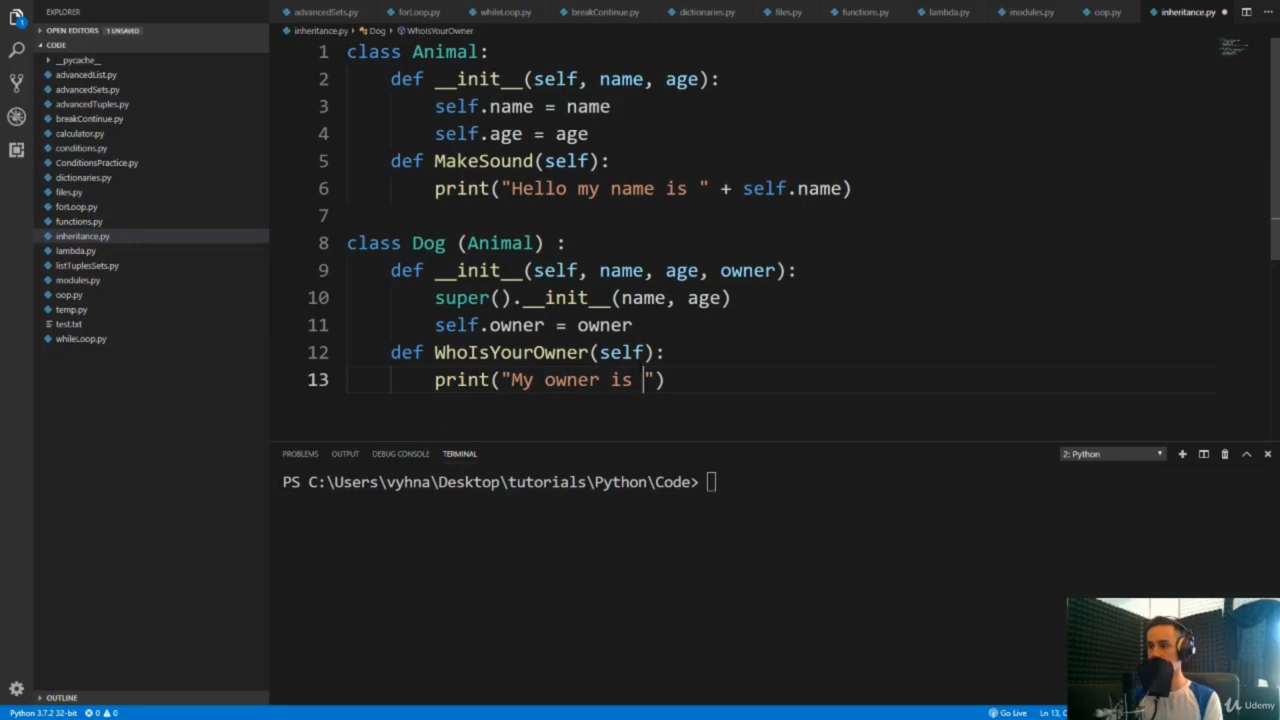 EXPLORER
OPEN EDITORS 1 UNSAVED
CODE
__pycache__
advancedList.py
advancedSets.py
advancedTuples.py
breakContinue.py
calculator.py
conditions.py
ConditionsPractice.py
dictionaries.py
files.py
forLoop.py
functions.py
inheritance.py
lambda.py
listTuplesSets.py
modules.py
oop.py
temp.py
test.txt
whileLoop.py
OUTLINE
advancedSets.py forLoop.py whileLoop.py breakContinue.py dictionaries.py files.py functions.py lambda.py modules.py oop.py inheritance.py
inheritance.py Dog WhoIsYourOwner
1 class Animal:
2 def __init__(self, name, age):
3 self.name = name
4 self.age = age
5 def MakeSound(self):
6 print("Hello my name is " + self.name)
7
8 class Dog (Animal) :
9 def __init__(self, name, age, owner):
10 super().__init__(name, age)
11 self.owner = owner
12 def WhoIsYourOwner(self):
13 print("My owner is ")
PROBLEMS OUTPUT DEBUG CONSOLE TERMINAL 2: Python
PS C:\Users\vyhna\Desktop\tutorials\Python\Code>
Udemy
Python 3.7.2 32-bit 0 0 Go Live Ln 13,